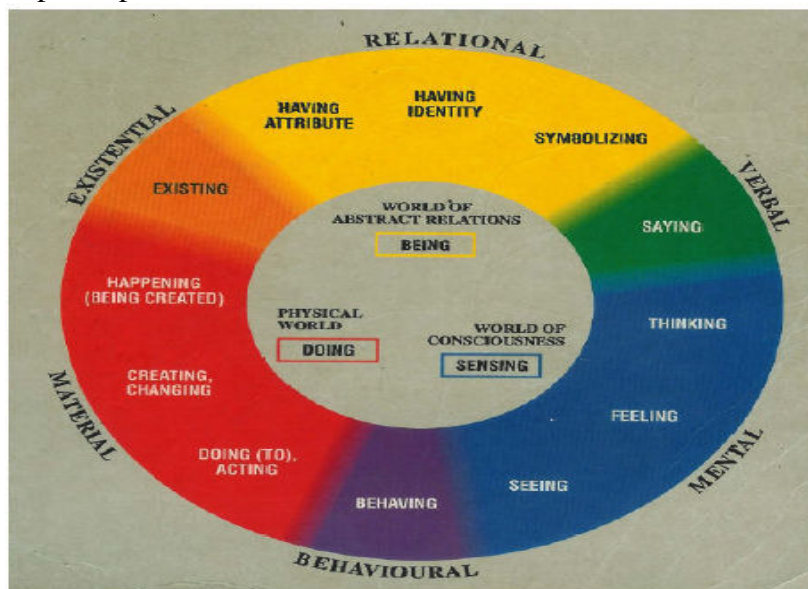 RELATIONAL
HAVING
ATTRIBUTE
HAVING
IDENTITY
SYMBOLIZING
EXISTENTIAL
EXISTING
VERBAL
SAYING
WORLD OF
ABSTRACT RELATIONS
BEING
HAPPENING
(BEING CREATED)
PHYSICAL
WORLD
DOING
WORLD OF
CONSCIOUSNESS
SENSING
THINKING
CREATING,
CHANGING
FEELING
MATERIAL
MENTAL
DOING (TO),
ACTING
SEEING
BEHAVING
BEHAVIOURAL